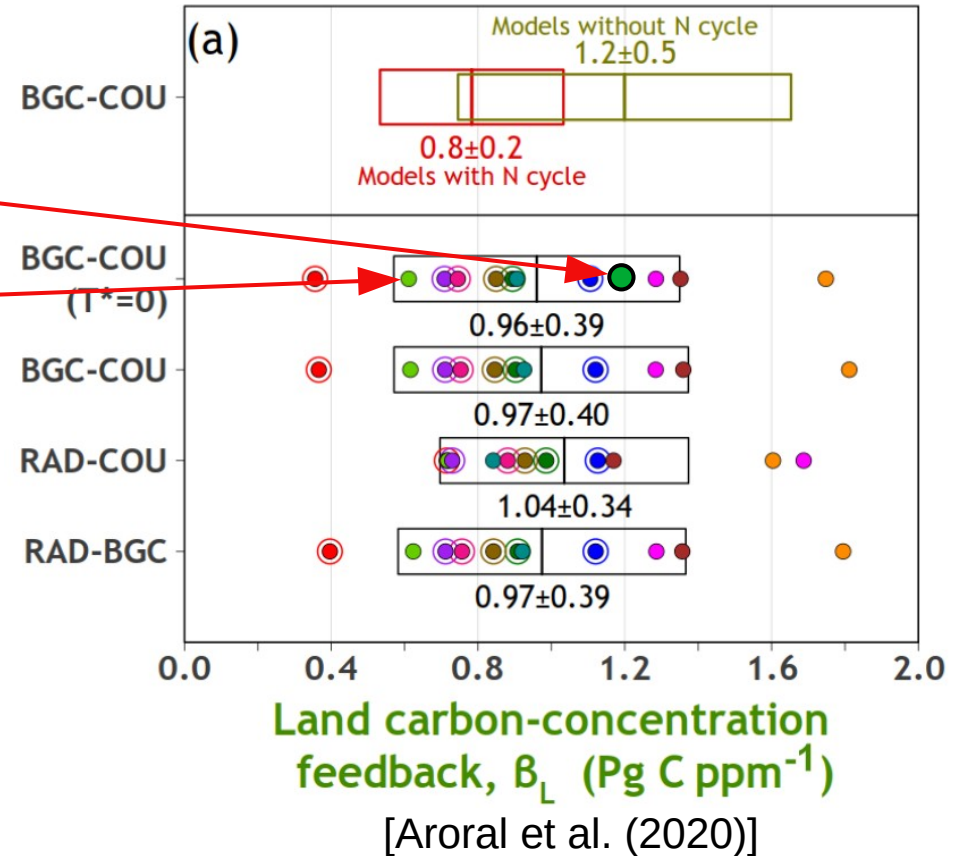 (a)
Models without N cycle
1.2±0.5
BGC-COU
0.8±0.2
Models with N cycle
BGC-COU
(T*=0)
0.96±0.39
BGC-COU
0.97±0.40
RAD-COU
1.04±0.34
RAD-BGC
0.97±0.39
0.0 0.4 0.8 1.2 1.6 2.0
Land carbon-concentration
feedback, ßL (Pg C ppm-1)
[Aroral et al. (2020)]